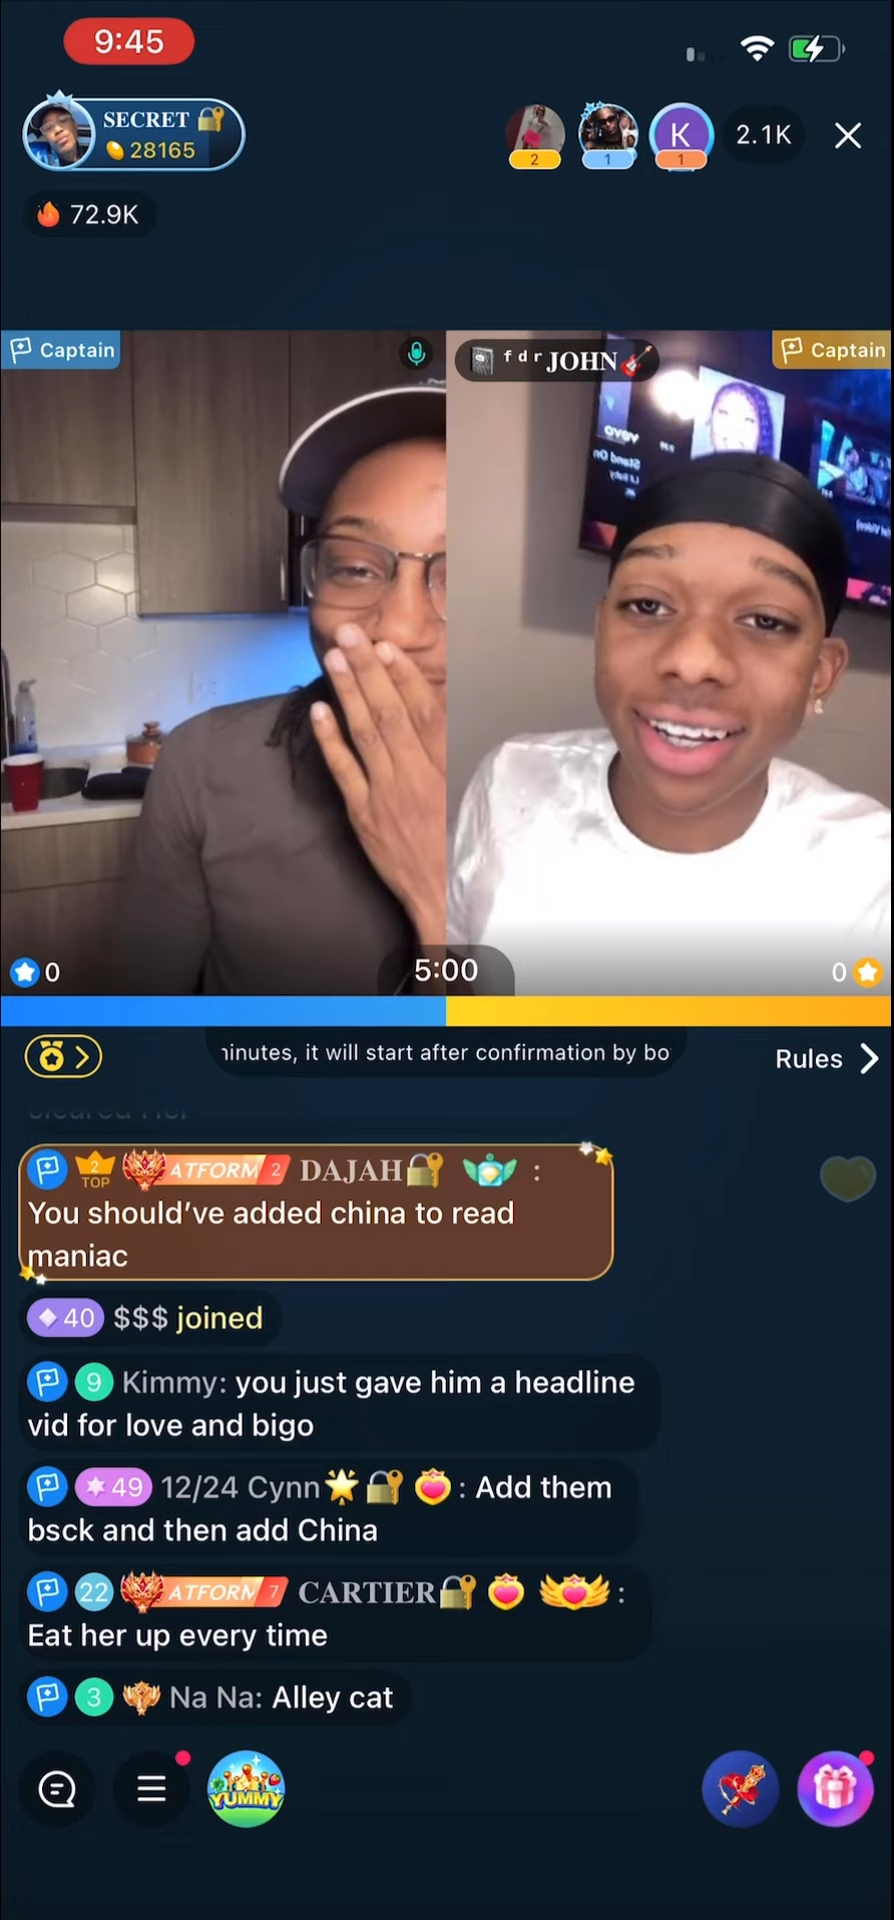 9:45
SECRET🔐
28165
2
1
K
1
2.1K
🔥 72.9K
Captain
ᶠᵈʳJOHN🎸
Captain
0
5:00
0
inutes, it will start after confirmation by bo
Rules
2
TOP
ATFORM 2 DAJAH🔐 :
You should've added china to read
maniac
40 $$$ joined
9 Kimmy: you just gave him a headline
vid for love and bigo
49 12/24 Cynn🌟🔐 : Add them
bsck and then add China
22 ATFORM 7 CARTIER🔐 :
Eat her up every time
3 Na Na: Alley cat
YUMMY